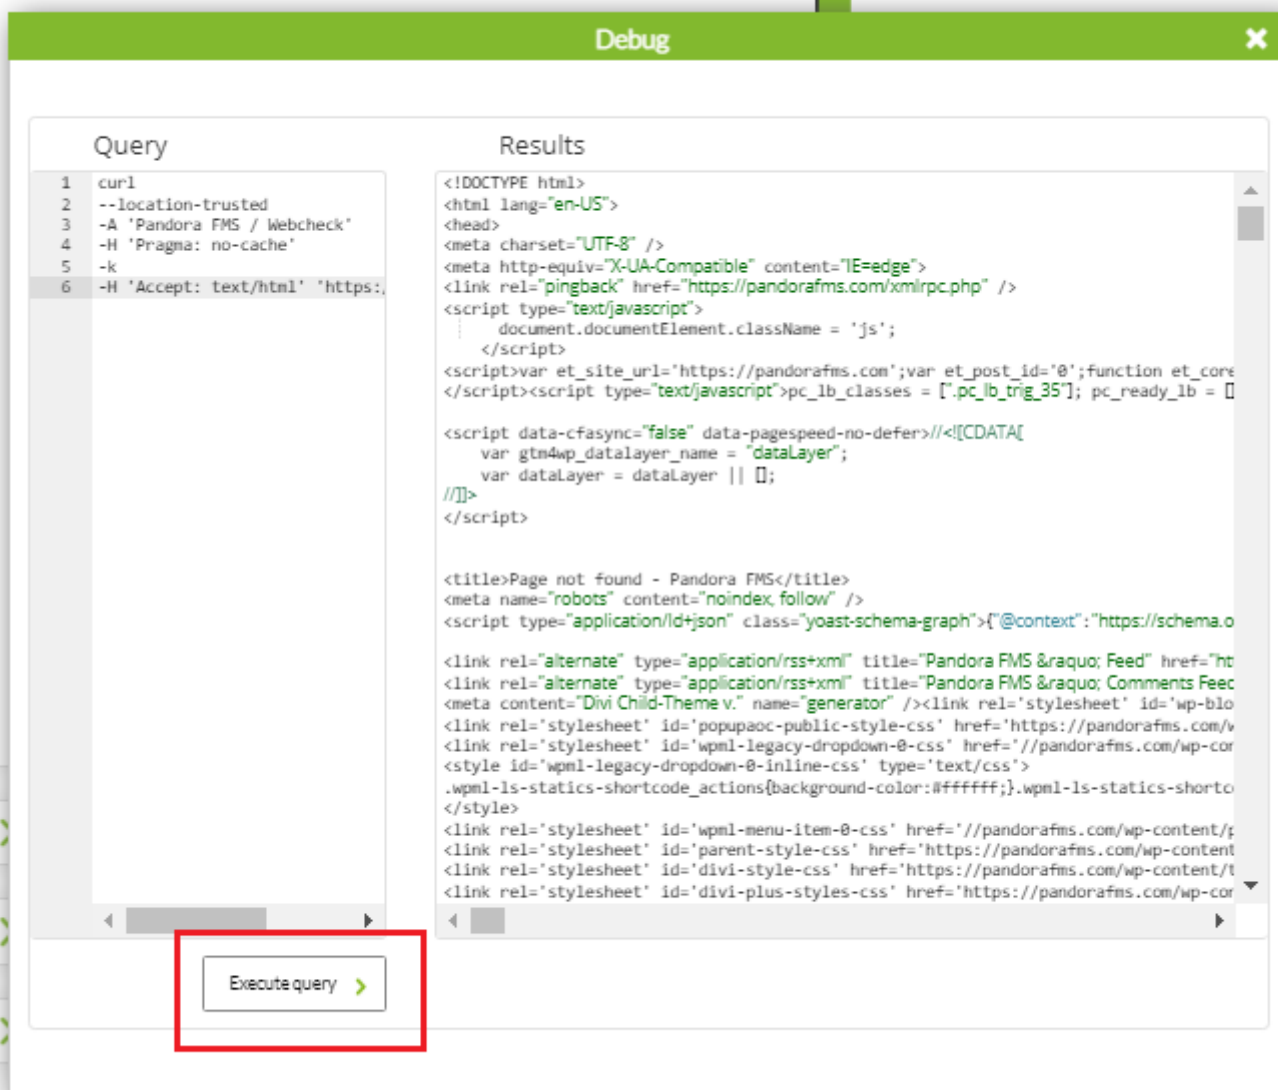 Debug
Query
Results
1 curl
2 --location-trusted
3 -A 'Pandora FMS / Webcheck'
4 -H 'Pragma: no-cache'
5 -k
6 -H 'Accept: text/html' 'https:/
<!DOCTYPE html>
<html lang="en-US">
<head>
<meta charset="UTF-8" />
<meta http-equiv="X-UA-Compatible" content="IE=edge">
<link rel="pingback" href="https://pandorafms.com/xmlrpc.php" />
<script type="text/javascript">
document.documentElement.className = 'js';
</script>
<script>var et_site_url='https://pandorafms.com';var et_post_id='0';function et_core
</script><script type="text/javascript">pc_lb_classes = [".pc_lb_trig_35"]; pc_ready_lb = []
<script data-cfasync="false" data-pagespeed-no-defer>//<![CDATA[
var gtm4wp_datalayer_name = "dataLayer";
var dataLayer = dataLayer || [];
//]]>
</script>
<title>Page not found - Pandora FMS</title>
<meta name="robots" content="noindex, follow" />
<script type="application/ld+json" class="yoast-schema-graph">{"@context":"https://schema.o
<link rel="alternate" type="application/rss+xml" title="Pandora FMS &raquo; Feed" href="htt
<link rel="alternate" type="application/rss+xml" title="Pandora FMS &raquo; Comments Feed
<meta content="Divi Child-Theme v." name="generator" /><link rel='stylesheet' id='wp-blo
<link rel='stylesheet' id='popupaoc-public-style-css' href='https://pandorafms.com/w
<link rel='stylesheet' id='wpml-legacy-dropdown-0-css' href='//pandorafms.com/wp-con
<style id='wpml-legacy-dropdown-0-inline-css' type='text/css'>
.wpml-ls-statics-shortcode_actions{background-color:#ffffff;}.wpml-ls-statics-shortco
</style>
<link rel='stylesheet' id='wpml-menu-item-0-css' href='//pandorafms.com/wp-content/p
<link rel='stylesheet' id='parent-style-css' href='https://pandorafms.com/wp-content
<link rel='stylesheet' id='divi-style-css' href='https://pandorafms.com/wp-content/t
<link rel='stylesheet' id='divi-plus-styles-css' href='https://pandorafms.com/wp-con
Execute query